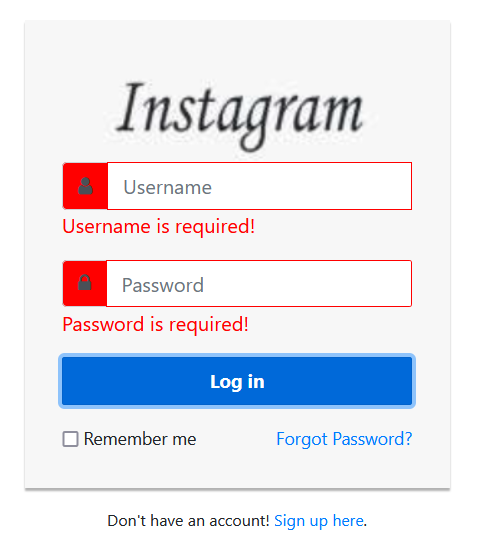 Instagram
Username
Username is required!
Password
Password is required!
Log in
Remember me Forgot Password?
Don't have an account! Sign up here.